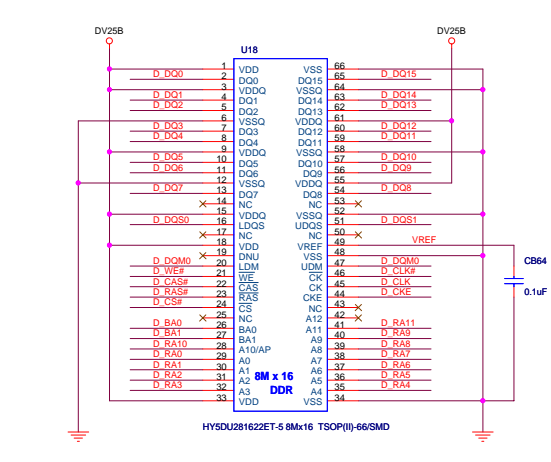 DV25B DV25B
U18
1 VDD VSS 66
D_DQ0 2 DQ0 DQ15 65 D_DQ15
3 VDDQ VSSQ 64
D_DQ1 4 DQ1 DQ14 63 D_DQ14
D_DQ2 5 DQ2 DQ13 62 D_DQ13
6 VSSQ VDDQ 61
D_DQ3 7 DQ3 DQ12 60 D_DQ12
D_DQ4 8 DQ4 DQ11 59 D_DQ11
9 VDDQ VSSQ 58
D_DQ5 10 DQ5 DQ10 57 D_DQ10
D_DQ6 11 DQ6 DQ9 56 D_DQ9
12 VSSQ VDDQ 55
D_DQ7 13 DQ7 DQ8 54 D_DQ8
14 NC NC 53
15 VDDQ VSSQ 52
D_DQS0 16 LDQS UDQS 51 D_DQS1
17 NC NC 50
18 VDD VREF 49 VREF
19 DNU VSS 48
D_DQM0 20 LDM UDM 47 D_DQM0
D_WE# 21 WE CK 46 D_CLK#
D_CAS# 22 CAS CK 45 D_CLK
D_RAS# 23 RAS CKE 44 D_CKE
D_CS# 24 CS NC 43
25 NC A12 42
D_BA0 26 BA0 A11 41 D_RA11
D_BA1 27 BA1 A9 40 D_RA9
D_RA10 28 A10/AP A8 39 D_RA8
D_RA0 29 A0 A7 38 D_RA7
D_RA1 30 A1 A6 37 D_RA6
D_RA2 31 A2 A5 36 D_RA5
D_RA3 32 A3 A4 35 D_RA4
33 VDD VSS 34
8M x 16
DDR
CB64
0.1uF
HY5DU281622ET-5 8Mx16 TSOP(II)-66/SMD